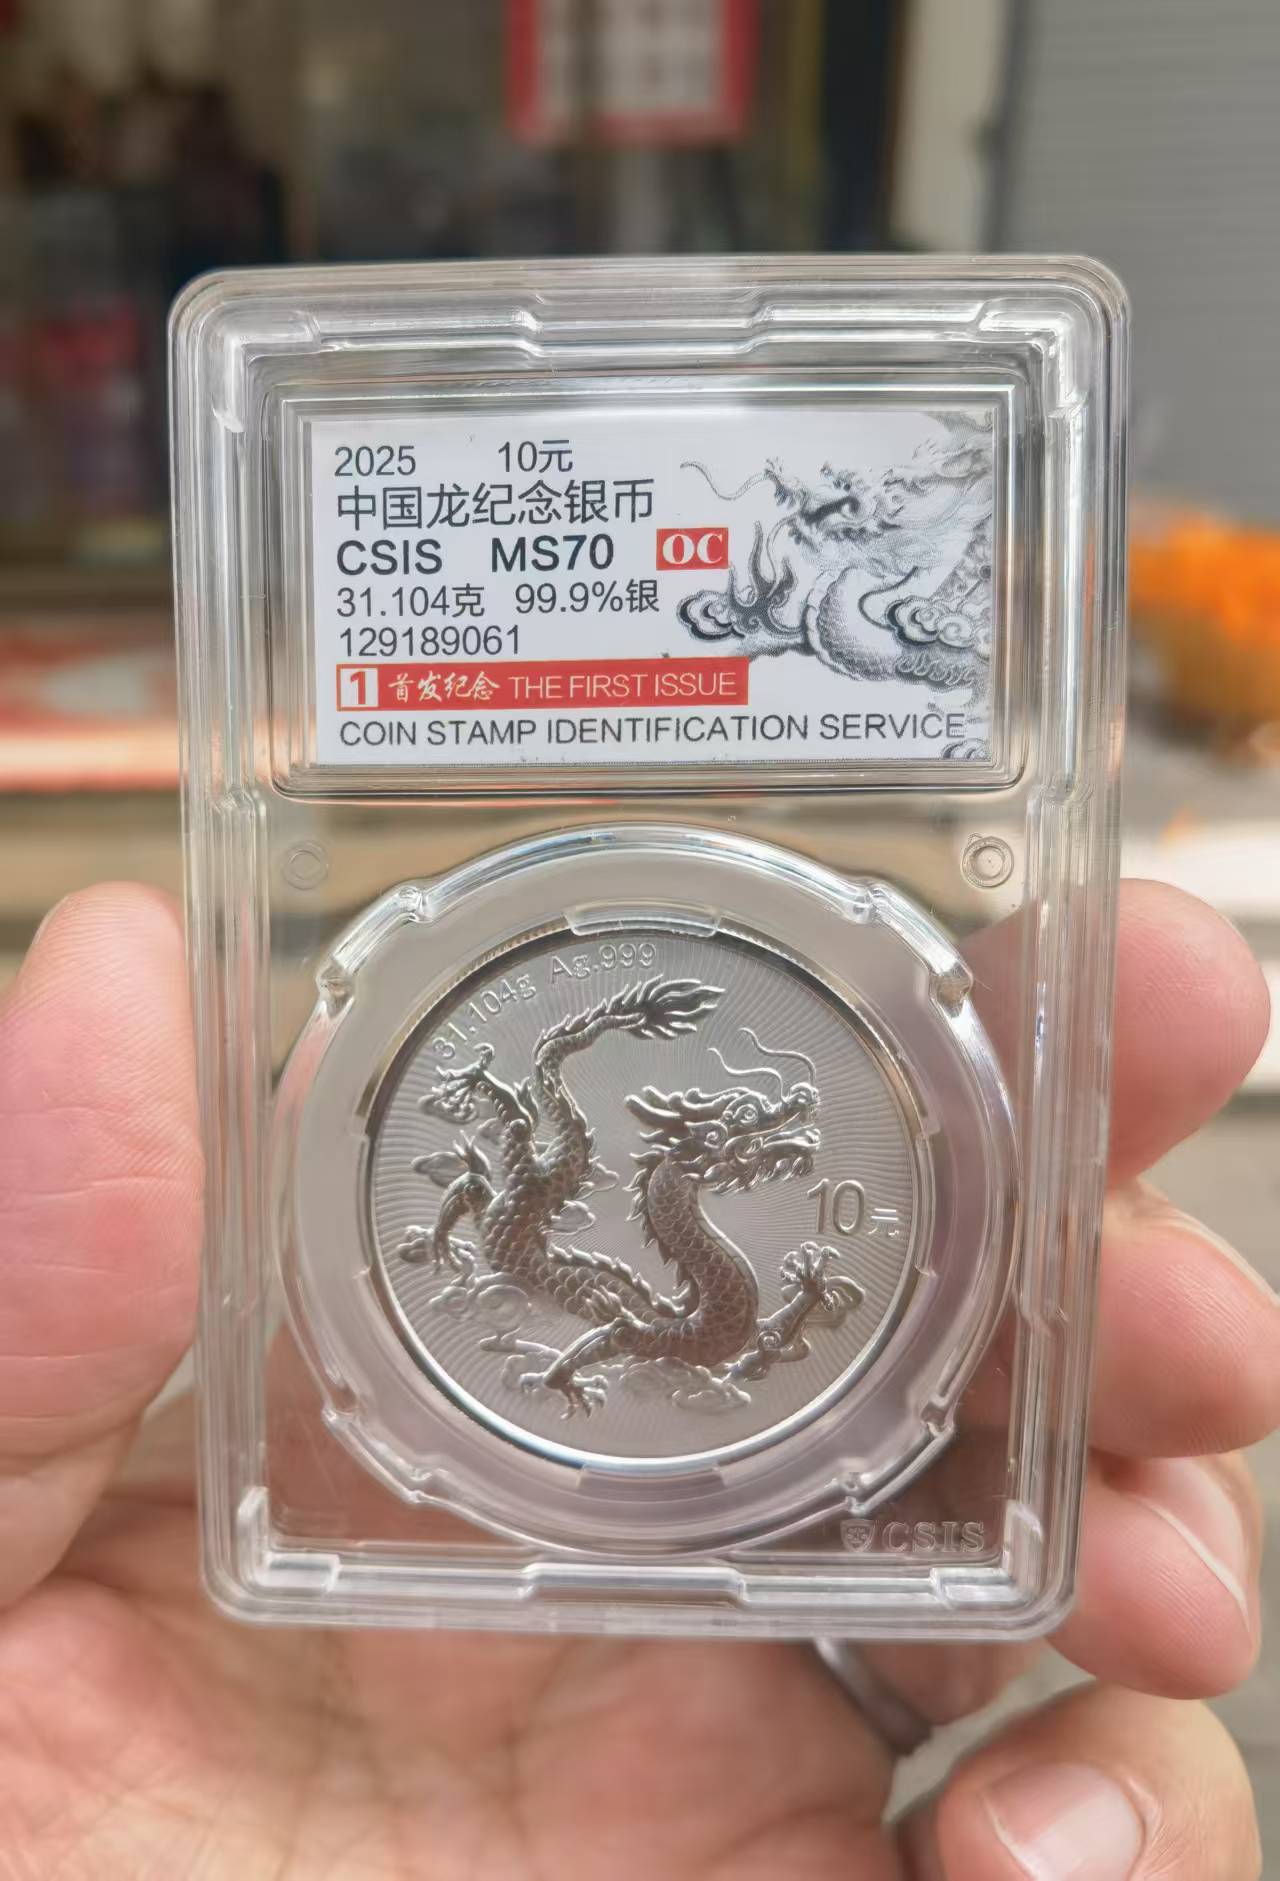 2025 10元
中国龙纪念银币
CSIS MS70 OC
31.104克 99.9%银
129189061
1 首发纪念 THE FIRST ISSUE
COIN STAMP IDENTIFICATION SERVICE
31.104g Ag.999
10元
CSIS